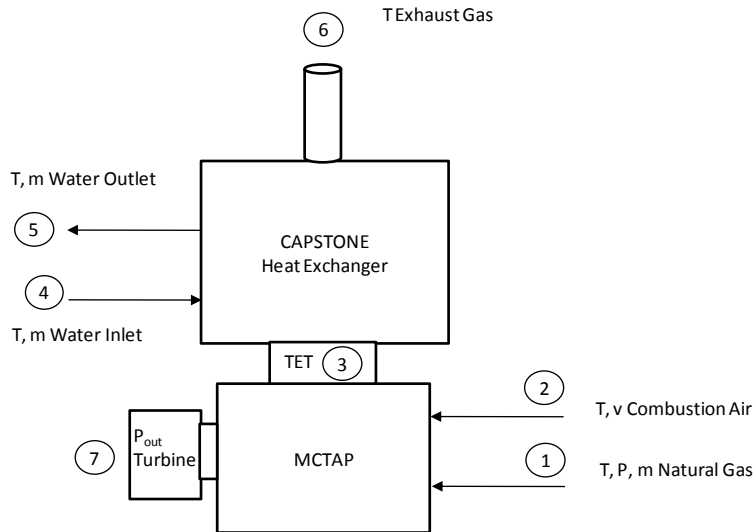 T Exhaust Gas
6
T, m Water Outlet
5
CAPSTONE
Heat Exchanger
4
T, m Water Inlet
TET
3
2
T, v Combustion Air
Pout
Turbine
7
MCTAP
1
T, P, m Natural Gas